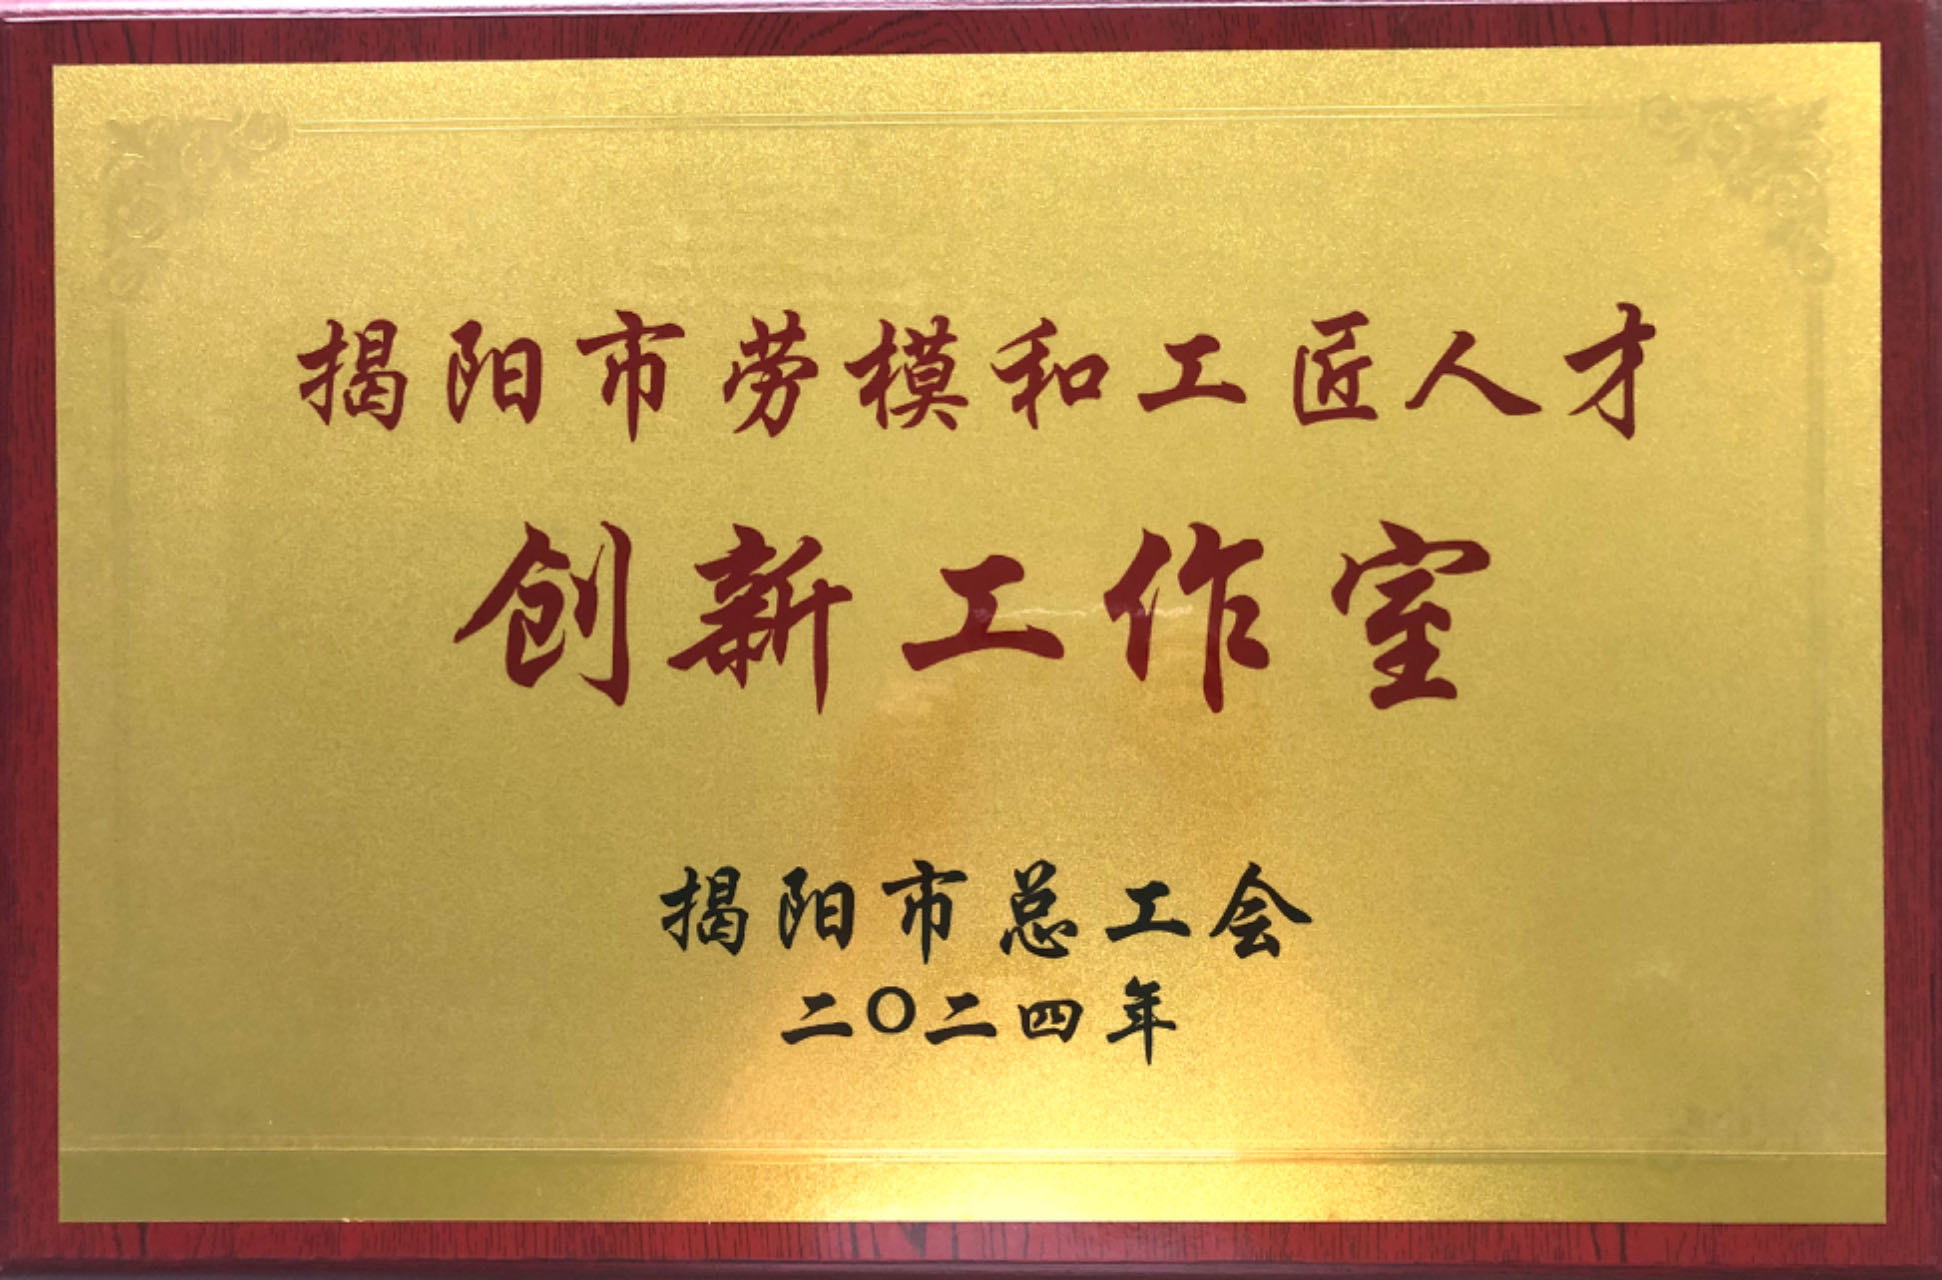 揭阳市劳模和工匠人才
创新工作室
揭阳市总工会
二〇二四年